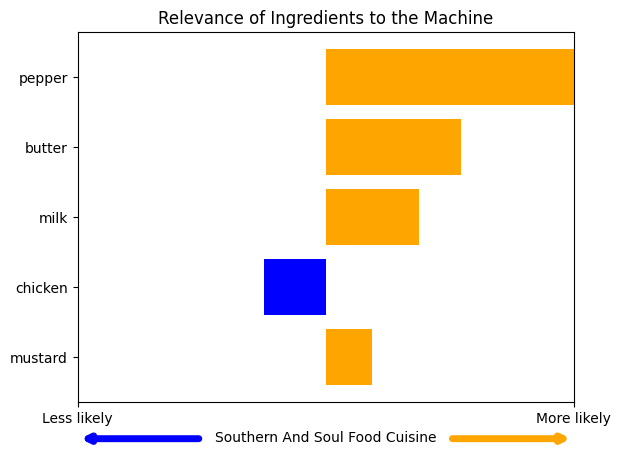 Relevance of Ingredients to the Machine
pepper
butter
milk
chicken
mustard
Less likely
More likely
Southern And Soul Food Cuisine